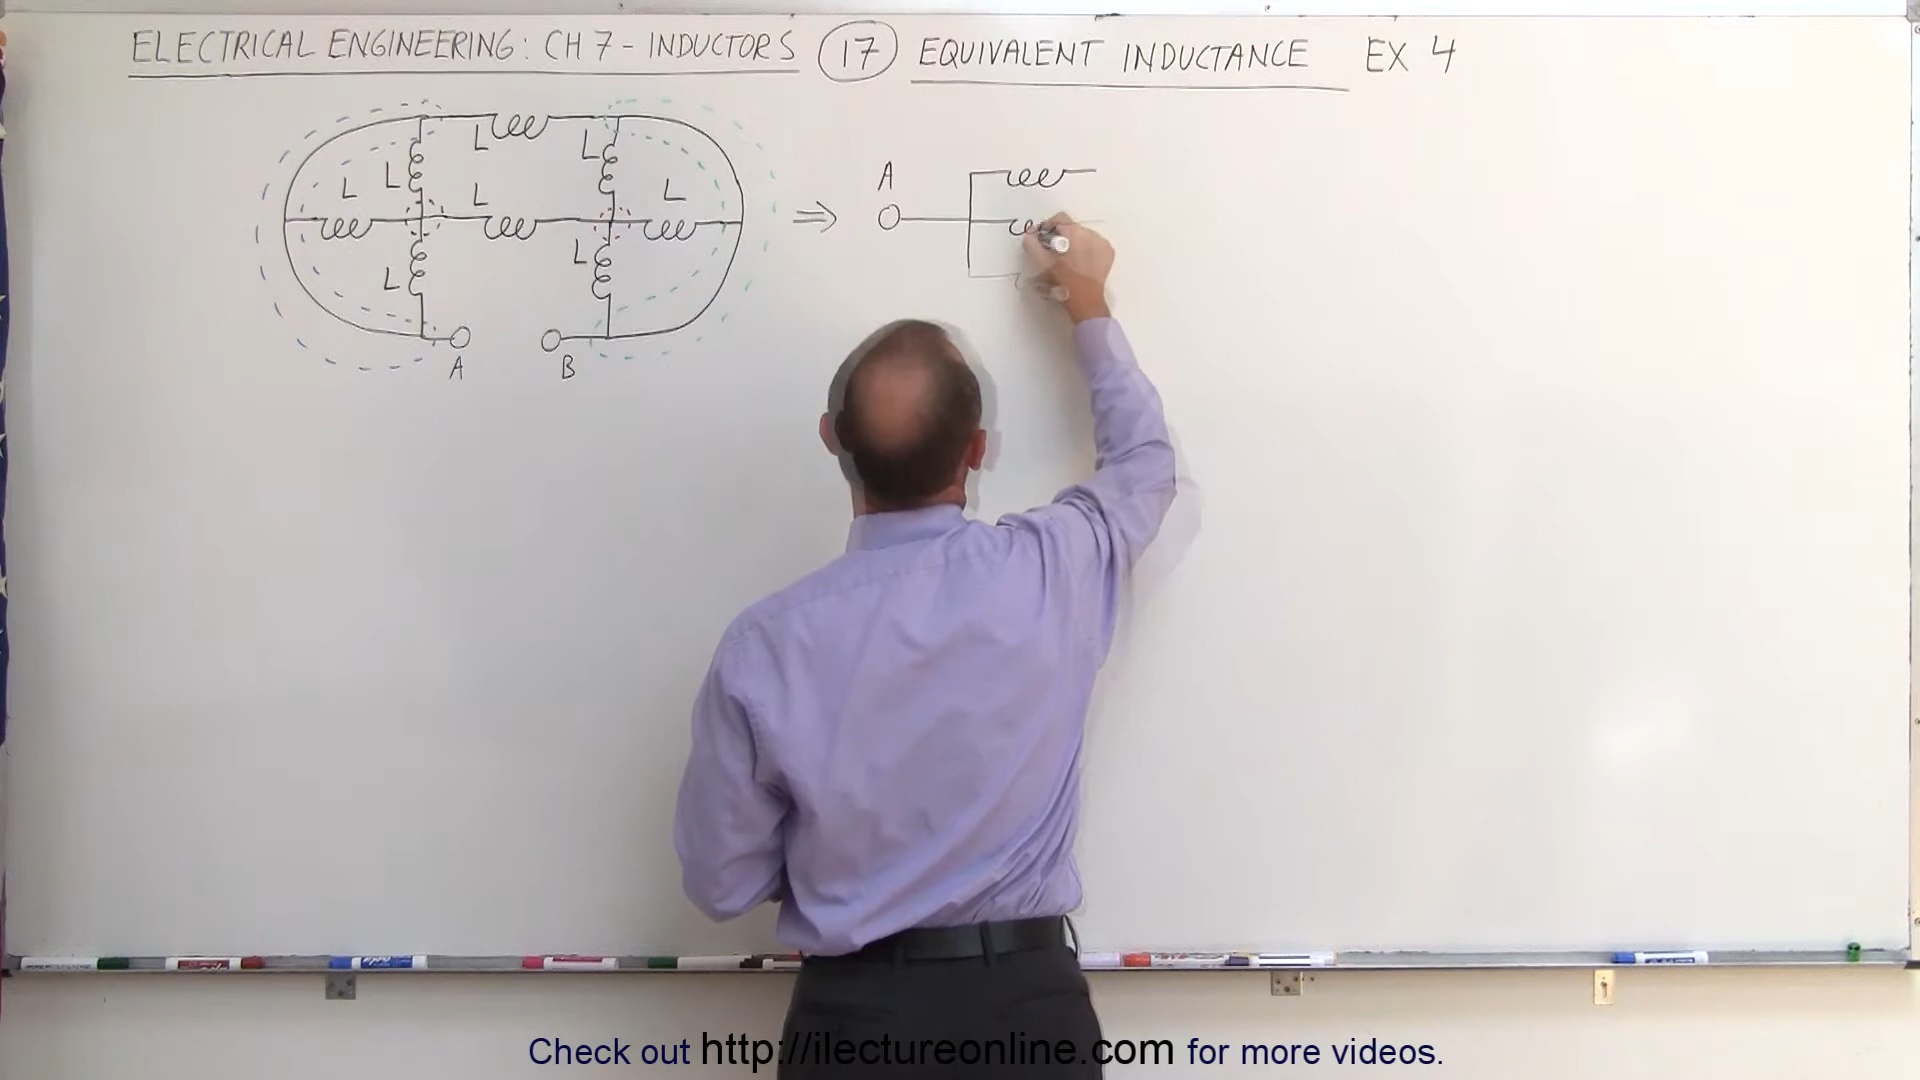 ELECTRICAL ENGINEERING: CH 7 - INDUCTORS 17 EQUIVALENT INDUCTANCE EX 4
L L
L L L L
L L
A B
A
Check out http://ilectureonline.com for more videos.